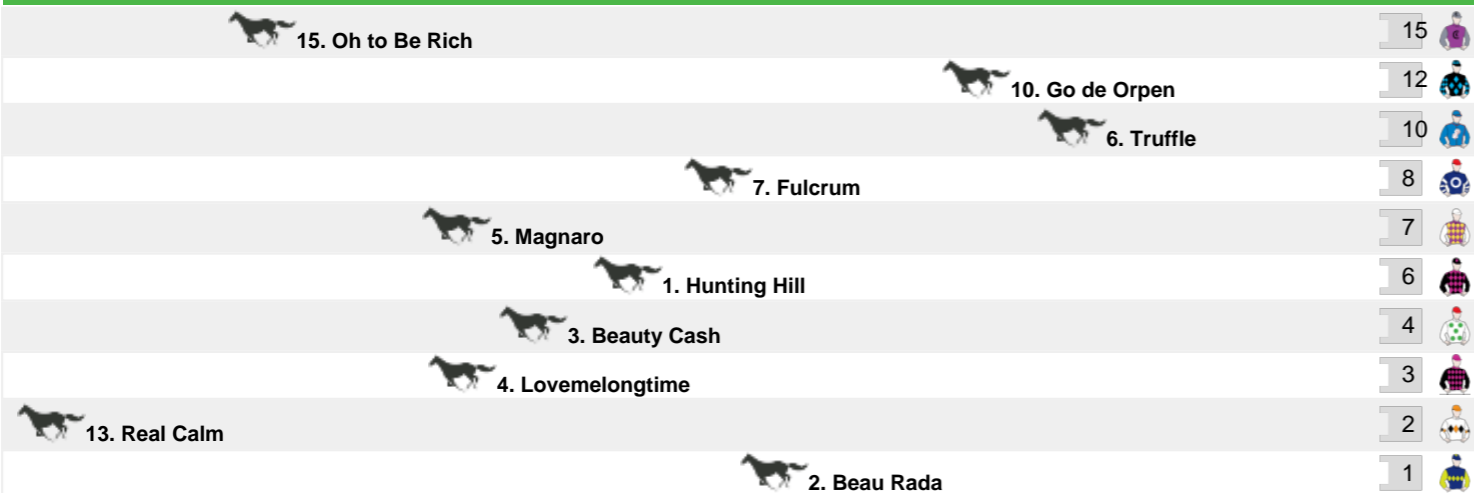 15. Oh to Be Rich 15
10. Go de Orpen 12
6. Truffle 10
7. Fulcrum 8
5. Magnaro 7
1. Hunting Hill 6
3. Beauty Cash 4
4. Lovemelongtime 3
13. Real Calm 2
2. Beau Rada 1